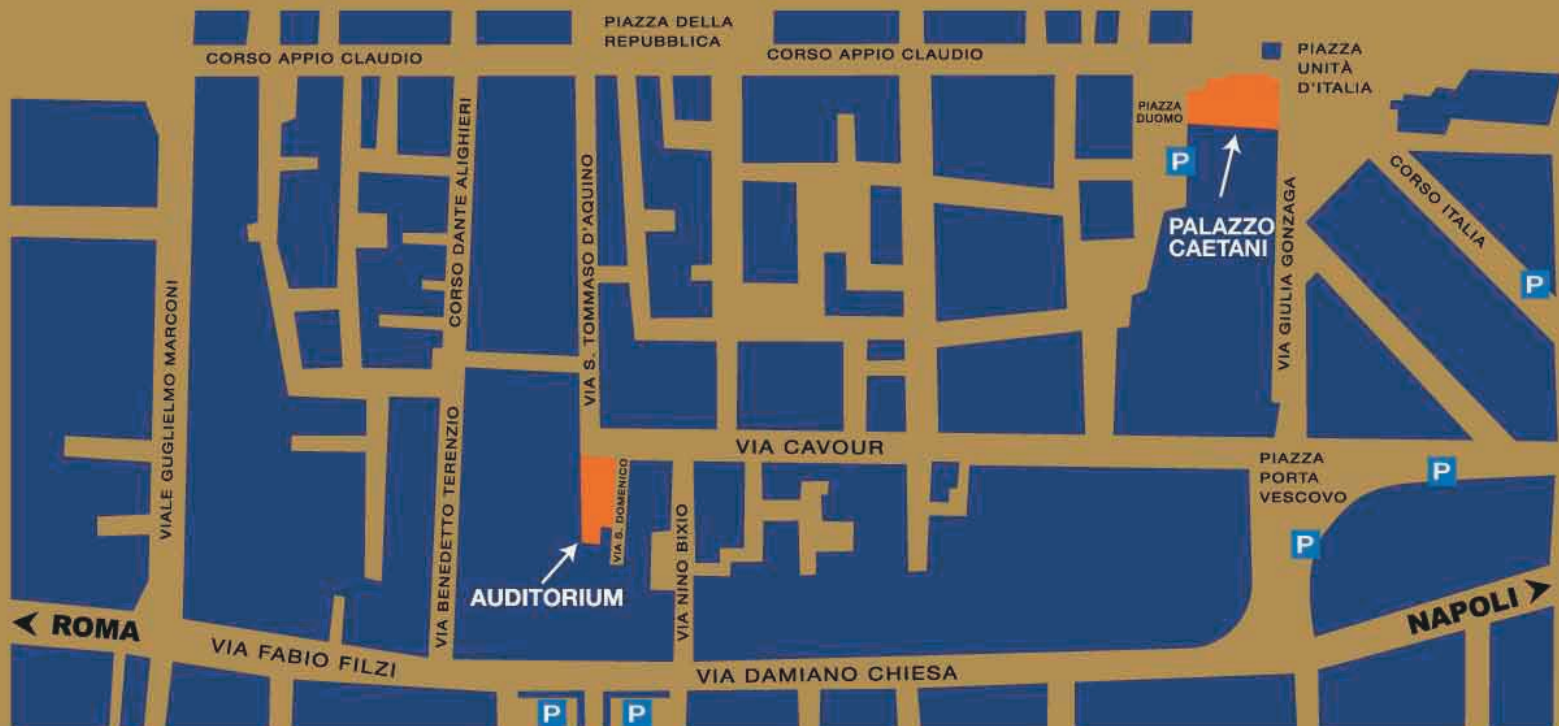 PIAZZA DELLA
REPUBBLICA
CORSO APPIO CLAUDIO
CORSO APPIO CLAUDIO
PIAZZA
UNITÀ
D'ITALIA
PIAZZA
DUOMO
P
PALAZZO
CAETANI
CORSO ITALIA
P
VIA GIULIA GONZAGA
CORSO DANTE ALIGHIERI
VIA S. TOMMASO D'AQUINO
VIALE GUGLIELMO MARCONI
VIA CAVOUR
PIAZZA
PORTA
VESCOVO
P
P
VIA BENEDETTO TERENZIO
VIA S. DOMENICO
VIA NINO BIXIO
AUDITORIUM
ROMA
NAPOLI
VIA FABIO FILZI
VIA DAMIANO CHIESA
P
P